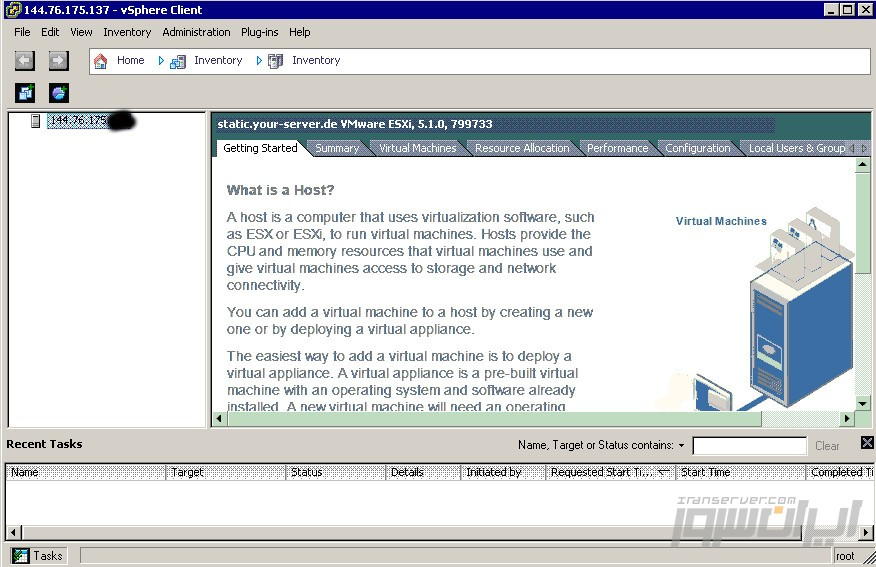 144.76.175.137 - vSphere Client
File Edit View Inventory Administration Plug-ins Help
Home Inventory Inventory
144.76.175
static.your-server.de VMware ESXi, 5.1.0, 799733
Getting Started Summary Virtual Machines Resource Allocation Performance Configuration Local Users & Group
What is a Host?
A host is a computer that uses virtualization software, such
as ESX or ESXi, to run virtual machines. Hosts provide the
CPU and memory resources that virtual machines use and
give virtual machines access to storage and network
connectivity.
You can add a virtual machine to a host by creating a new
one or by deploying a virtual appliance.
The easiest way to add a virtual machine is to deploy a
virtual appliance. A virtual appliance is a pre-built virtual
machine with an operating system and software already
installed. A new virtual machine will need an operating
Virtual Machines
Recent Tasks
Name, Target or Status contains: Clear
Name Target Status Details Initiated by Requested Start Ti... Start Time Completed Ti
iranserver.com
ایران‌سرور
Tasks root